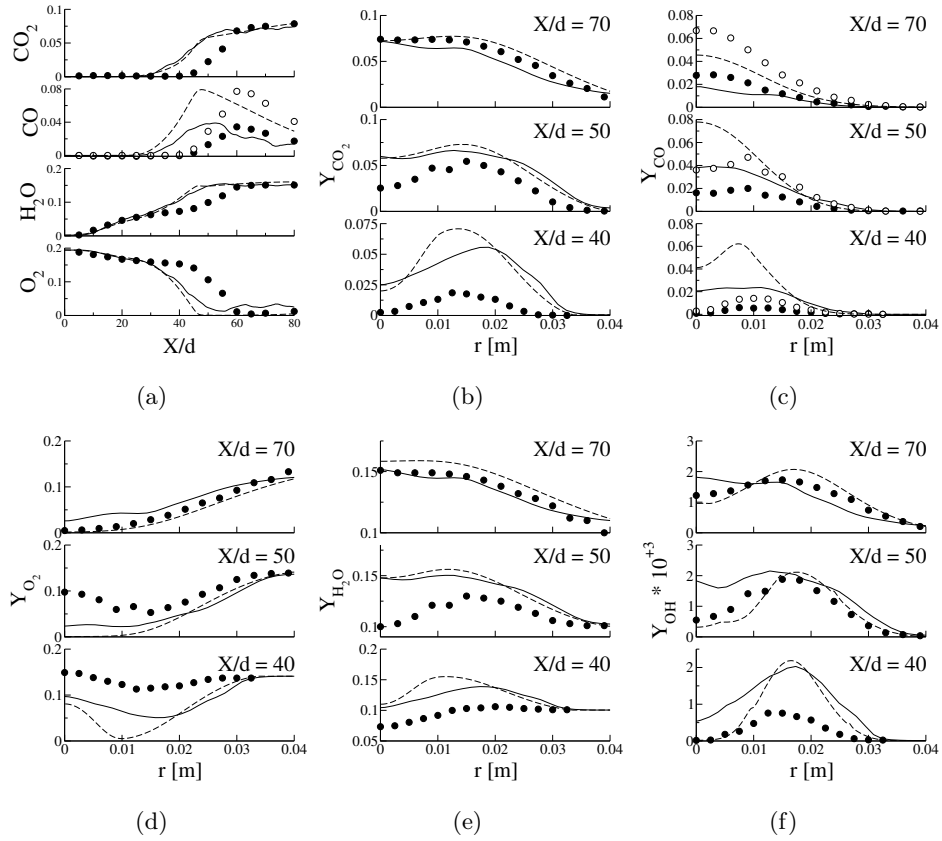 CO2
0.1
0.05
0
CO
0.08
0.04
0
H2O
0.2
0.1
0
O2
0.2
0.1
0
0 20 40 60 80
X/d
(a)
X/d = 70
0.1
0.05
0
X/d = 50
YCO2
0.1
0.05
0
X/d = 40
0.075
0.05
0.025
0
0 0.01 0.02 0.03 0.04
r [m]
(b)
X/d = 70
0.08
0.06
0.04
0.02
0
X/d = 50
YCO
0.08
0.06
0.04
0.02
0
X/d = 40
0.08
0.06
0.04
0.02
0
0 0.01 0.02 0.03 0.04
r [m]
(c)
X/d = 70
0.2
0.1
0
X/d = 50
YO2
0.2
0.1
0
X/d = 40
0.2
0.1
0
0 0.01 0.02 0.03 0.04
r [m]
(d)
X/d = 70
0.15
0.1
X/d = 50
YH2O
0.15
0.1
X/d = 40
0.2
0.15
0.1
0.05
0 0.01 0.02 0.03 0.04
r [m]
(e)
X/d = 70
3
2
1
0
X/d = 50
YOH * 10+3
3
2
1
0
X/d = 40
2
1
0
0 0.01 0.02 0.03 0.04
r [m]
(f)